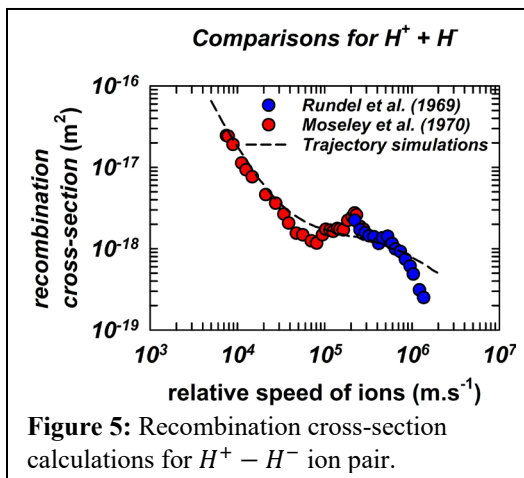 Comparisons for H⁺ + H⁻
10⁻¹⁶
10⁻¹⁷
10⁻¹⁸
10⁻¹⁹
recombination
cross-section (m²)
Rundel et al. (1969)
Moseley et al. (1970)
Trajectory simulations
10³ 10⁴ 10⁵ 10⁶ 10⁷
relative speed of ions (m.s⁻¹)
Figure 5: Recombination cross-section
calculations for H⁺ − H⁻ ion pair.